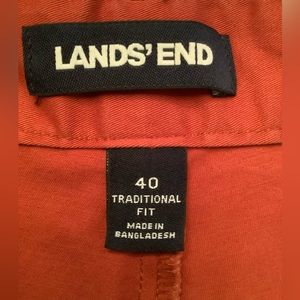 LANDS' END
40
TRADITIONAL
FIT
MADE IN
BANGLADESH